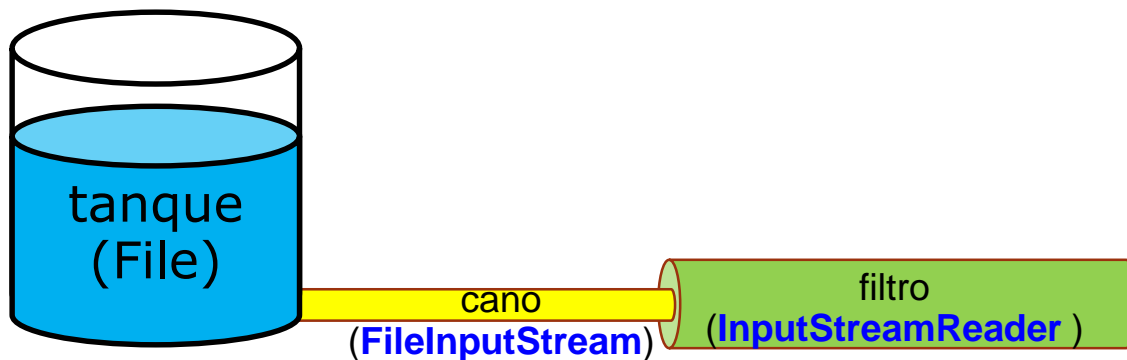 tanque
(File)
cano
(FileInputStream)
filtro
(InputStreamReader )